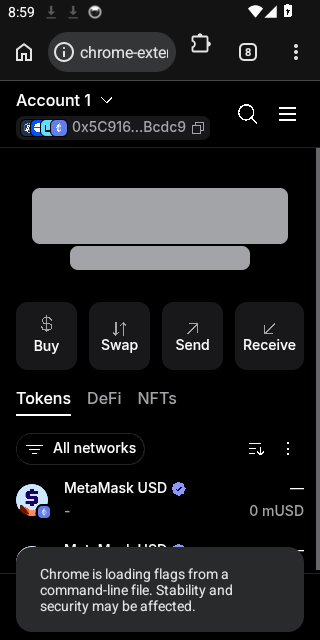 8:59
chrome-exter
8
Account 1
0x5C916...Bcdc9
Buy
Swap
Send
Receive
Tokens
DeFi
NFTs
All networks
MetaMask USD
—
-
0 mUSD
Chrome is loading flags from a
command-line file. Stability and
security may be affected.